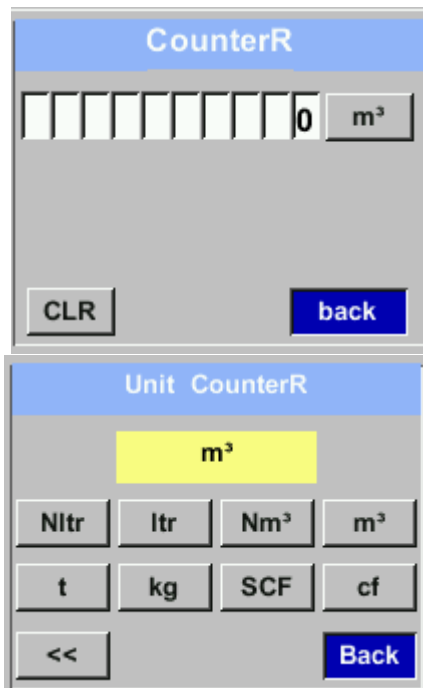 CounterR
0 m³
CLR back
Unit CounterR
m³
Nltr ltr Nm³ m³
t kg SCF cf
<< Back